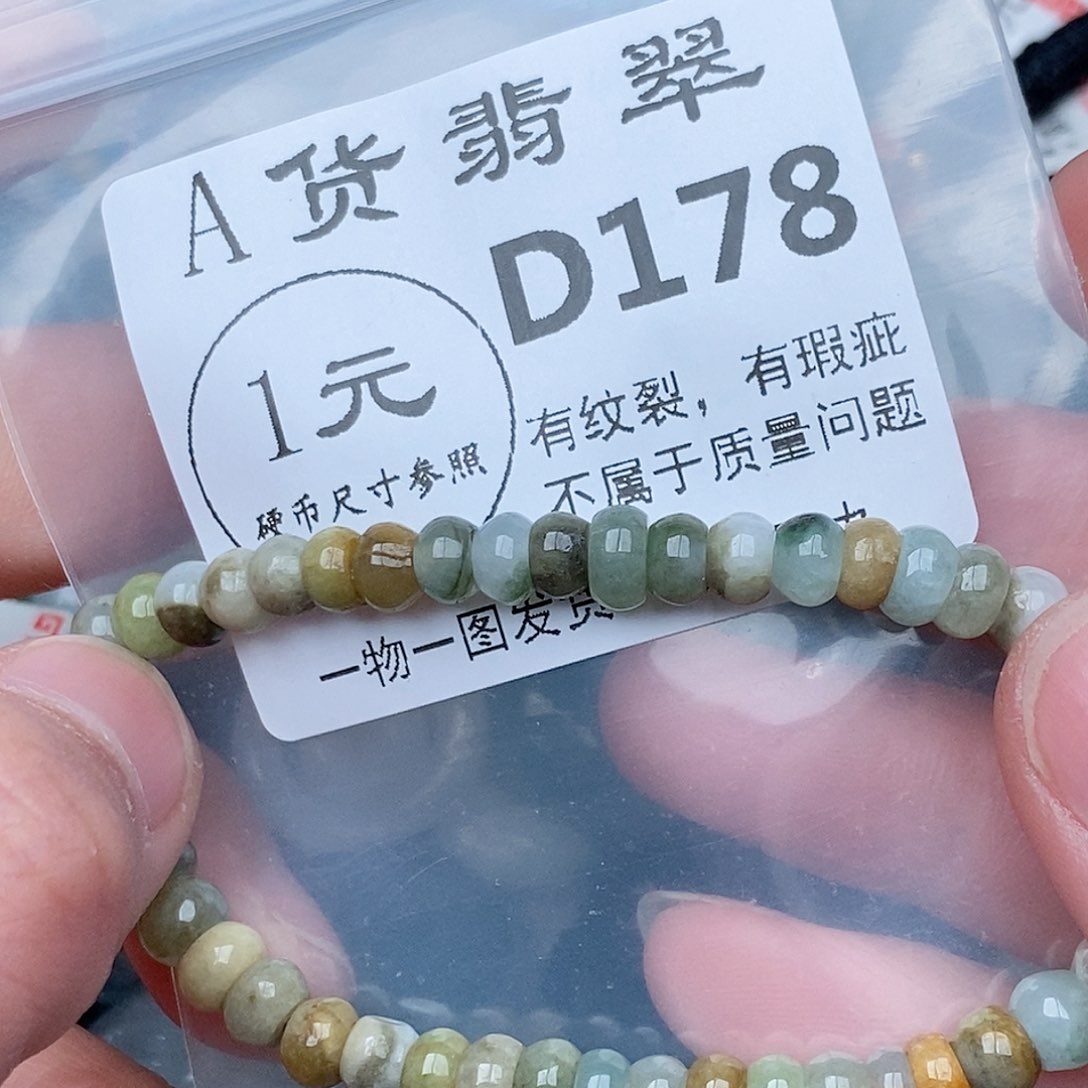 A货翡翠
D178
1元
硬币尺寸参照
有纹裂，有瑕疵
不属于质量问题
一物一图发货